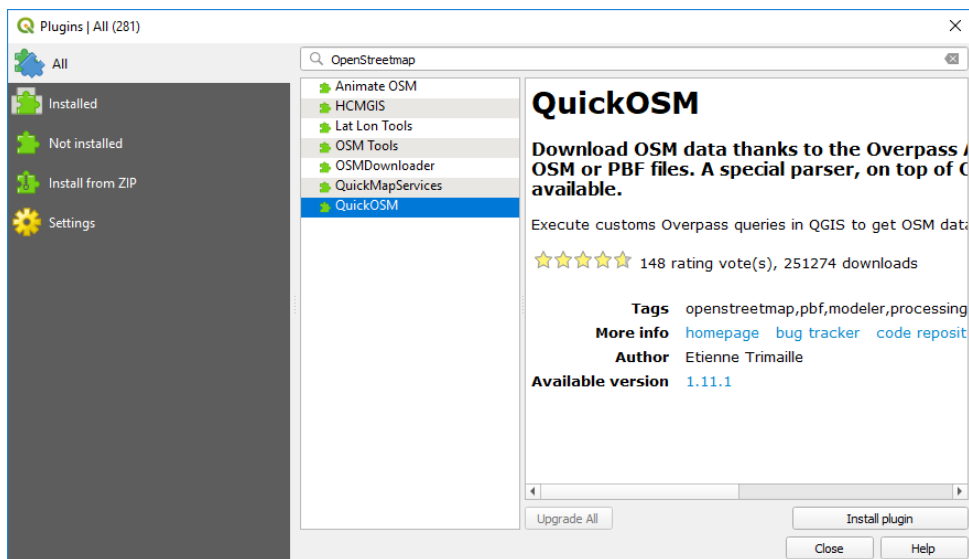 Plugins | All (281)
All
Installed
Not installed
Install from ZIP
Settings
OpenStreetmap
Animate OSM
HCMGIS
Lat Lon Tools
OSM Tools
OSMDownloader
QuickMapServices
QuickOSM
QuickOSM
Download OSM data thanks to the Overpass A
OSM or PBF files. A special parser, on top of
available.
Execute customs Overpass queries in QGIS to get OSM data
148 rating vote(s), 251274 downloads
Tags openstreetmap,pbf,modeler,processing
More info homepage bug tracker code reposit
Author Etienne Trimaille
Available version 1.11.1
Upgrade All
Install plugin
Close
Help